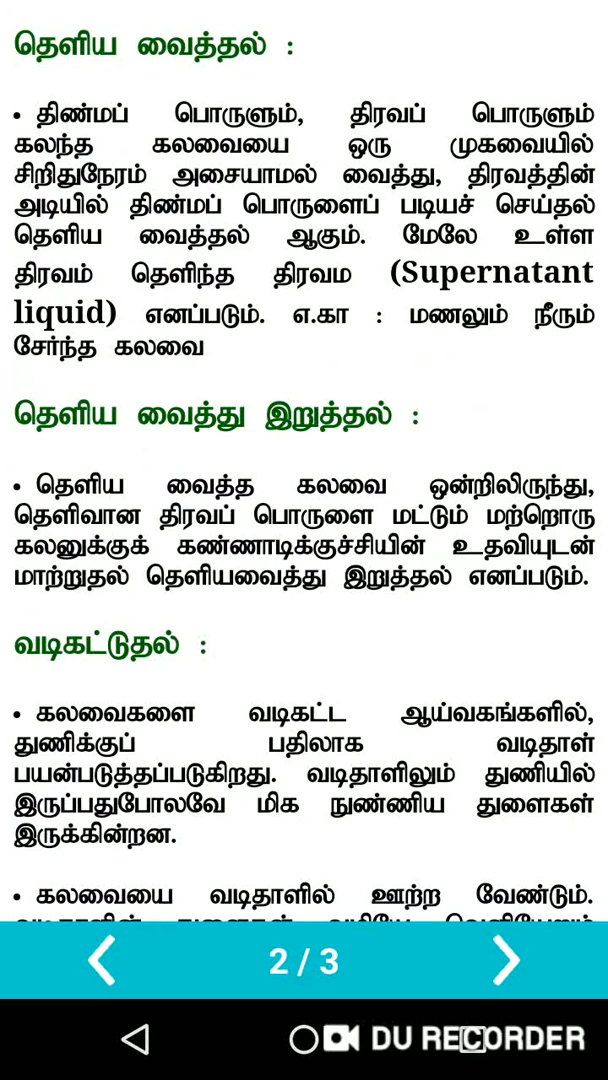 தெளிய வைத்தல் :
• திண்மப் பொருளும், திரவப் பொருளும்
கலந்த கலவையை ஒரு முகவையில்
சிறிதுநேரம் அசையாமல் வைத்து, திரவத்தின்
அடியில் திண்மப் பொருளைப் படியச் செய்தல்
தெளிய வைத்தல் ஆகும். மேலே உள்ள
திரவம் தெளிந்த திரவம (Supernatant
liquid) எனப்படும். எ.கா : மணலும் நீரும்
சேர்ந்த கலவை
தெளிய வைத்து இறுத்தல் :
• தெளிய வைத்த கலவை ஒன்றிலிருந்து,
தெளிவான திரவப் பொருளை மட்டும் மற்றொரு
கலனுக்குக் கண்ணாடிக்குச்சியின் உதவியுடன்
மாற்றுதல் தெளியவைத்து இறுத்தல் எனப்படும்.
வடிகட்டுதல் :
• கலவைகளை வடிகட்ட ஆய்வகங்களில்,
துணிக்குப் பதிலாக வடிதாள்
பயன்படுத்தப்படுகிறது. வடிதாளிலும் துணியில்
இருப்பதுபோலவே மிக நுண்ணிய துளைகள்
இருக்கின்றன.
• கலவையை வடிதாளில் ஊற்ற வேண்டும்.
2 / 3
DU RECORDER